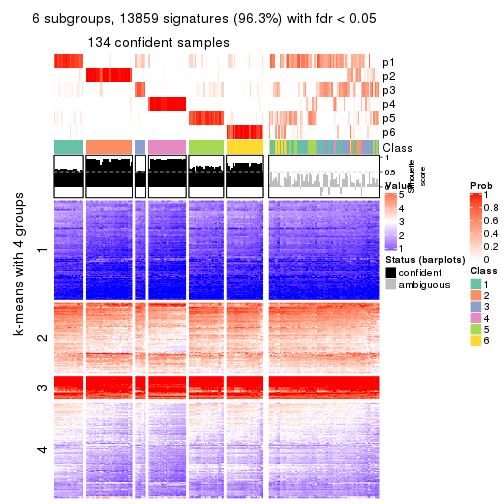 6 subgroups, 13859 signatures (96.3%) with fdr < 0.05
134 confident samples
p1
p2
p3
p4
p5
p6
Class
1
0.5
0
Silhouette
score
k-means with 4 groups
1
2
3
4
Value
5
4
3
2
1
Status (barplots)
confident
ambiguous
Prob
1
0.8
0.6
0.4
0.2
0
Class
1
2
3
4
5
6